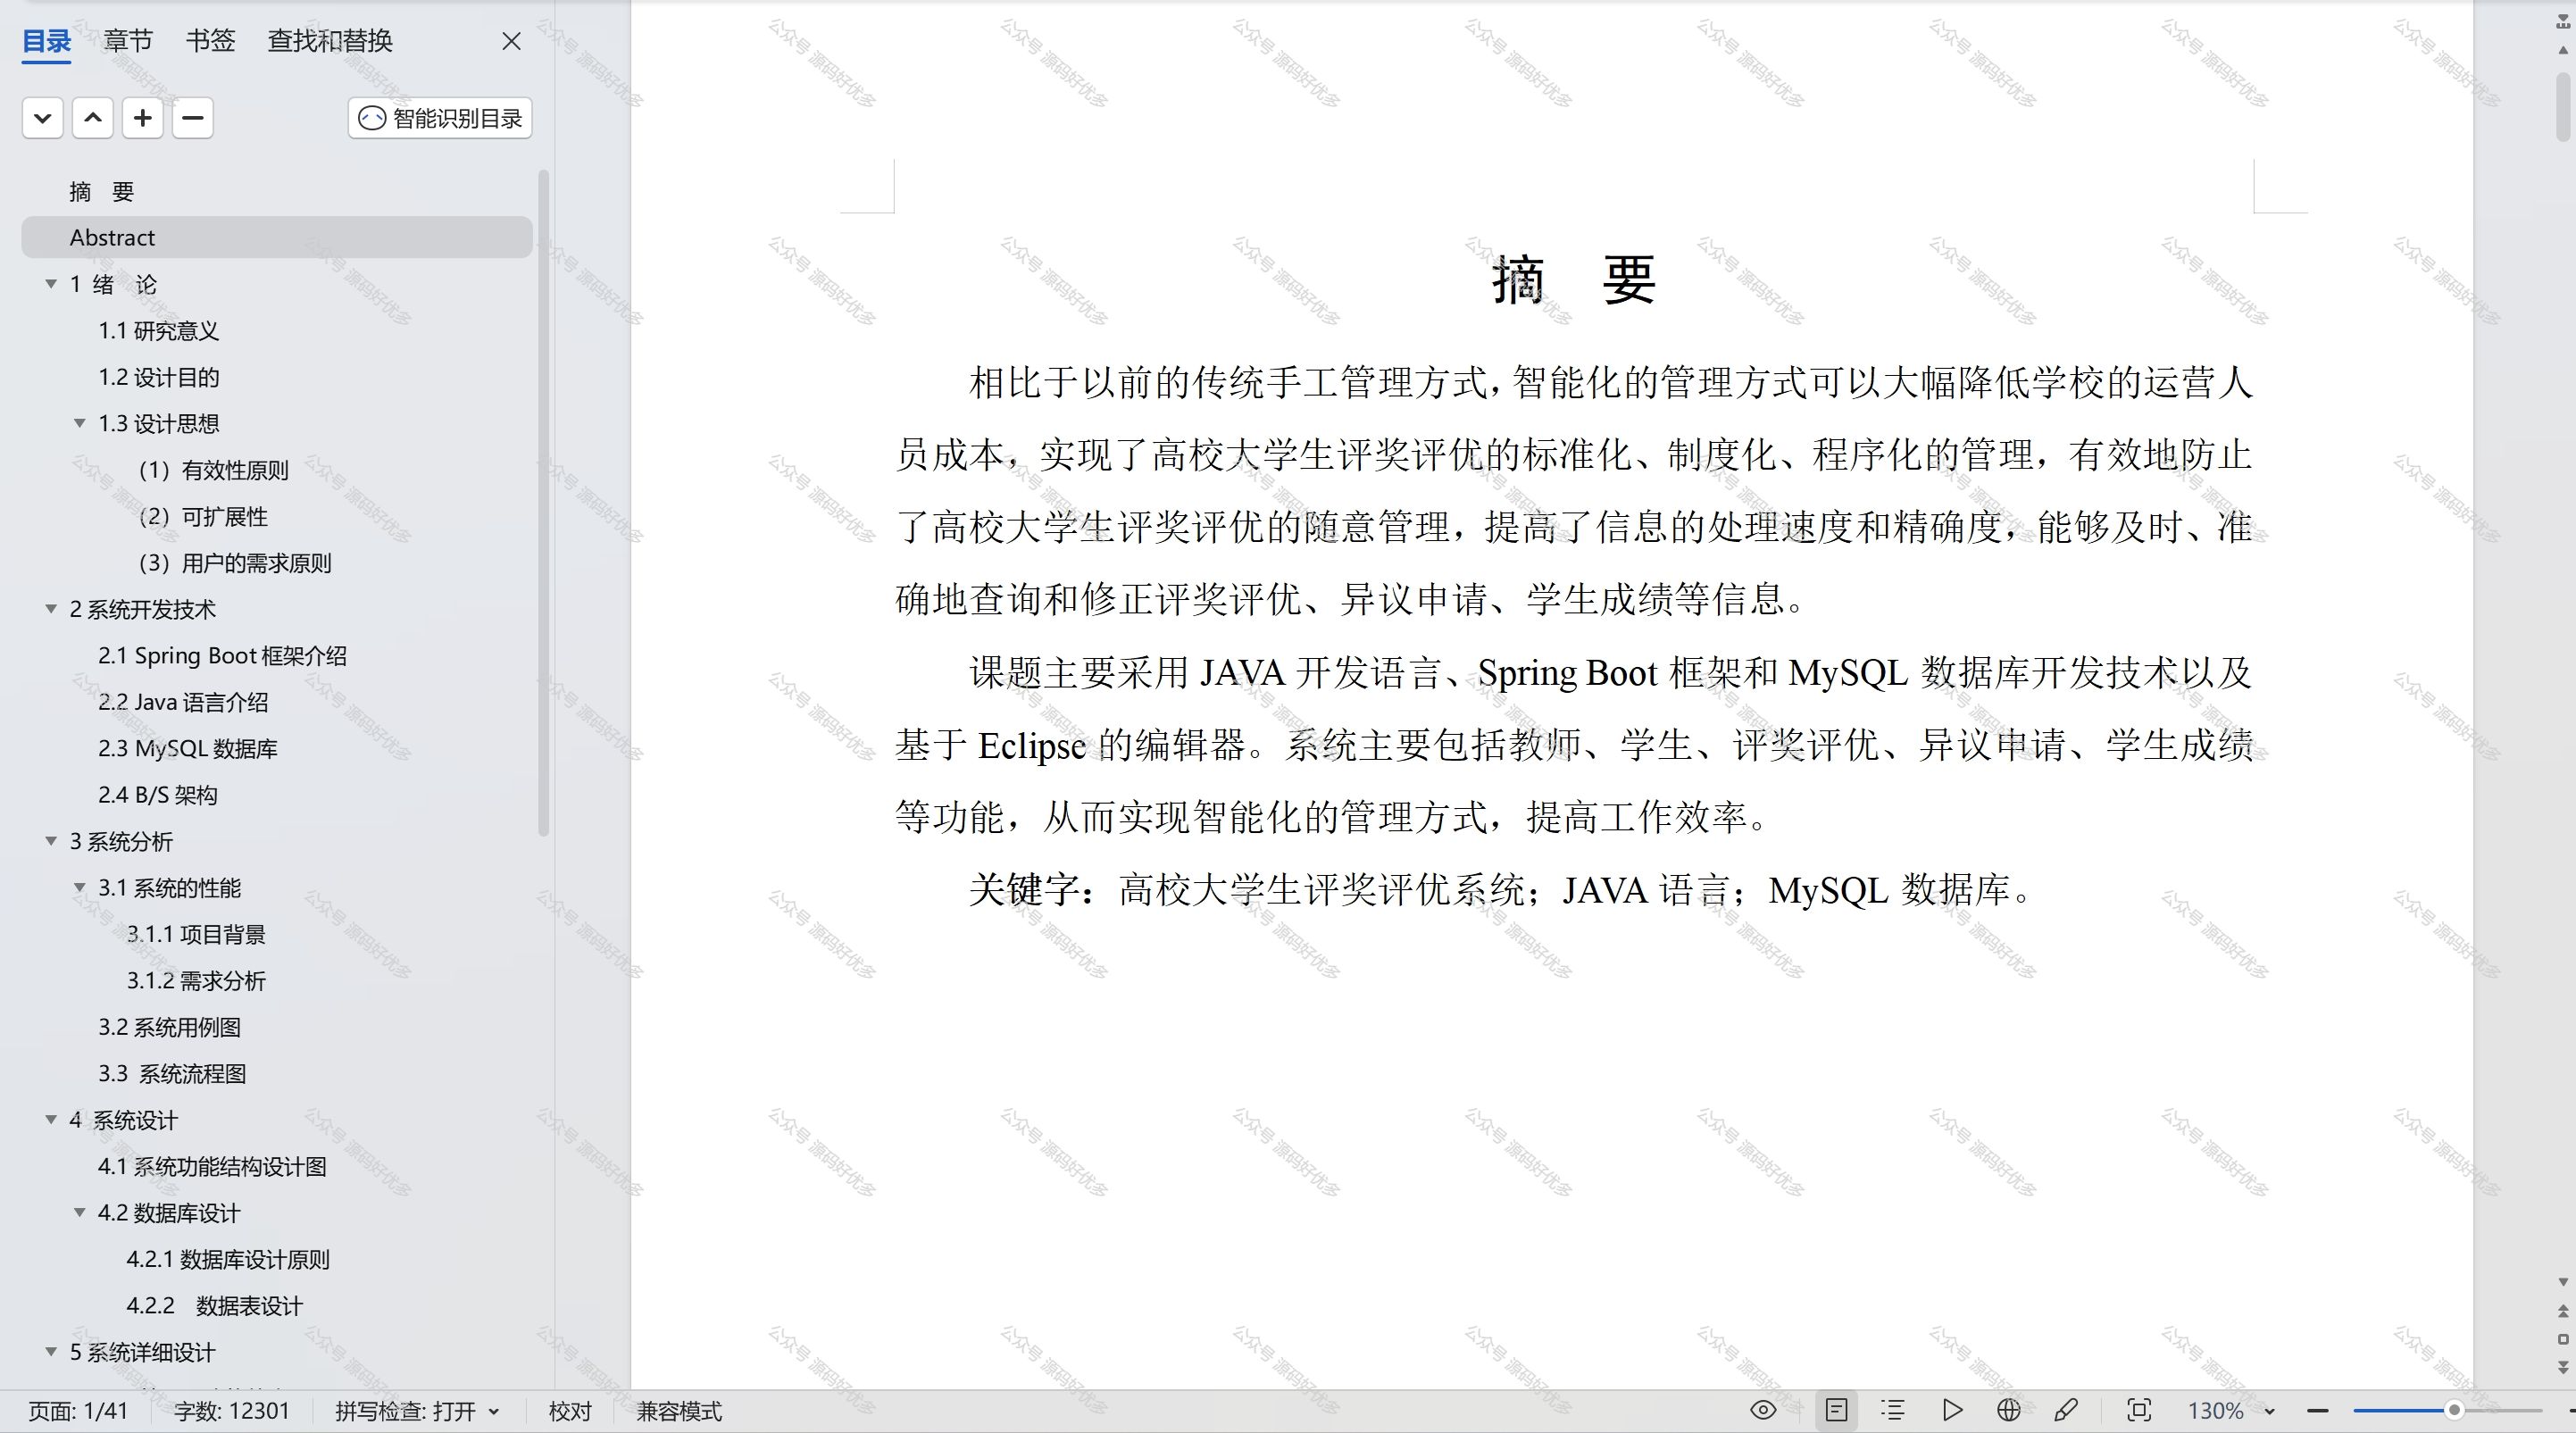 目录 章节 书签 查找和替换
智能识别目录
摘 要
Abstract
1 绪 论
1.1 研究意义
1.2 设计目的
1.3 设计思想
（1）有效性原则
（2）可扩展性
（3）用户的需求原则
2 系统开发技术
2.1 Spring Boot 框架介绍
2.2 Java 语言介绍
2.3 MySQL 数据库
2.4 B/S 架构
3 系统分析
3.1 系统的性能
3.1.1 项目背景
3.1.2 需求分析
3.2 系统用例图
3.3 系统流程图
4 系统设计
4.1 系统功能结构设计图
4.2 数据库设计
4.2.1 数据库设计原则
4.2.2 数据表设计
5 系统详细设计
摘 要
相比于以前的传统手工管理方式，智能化的管理方式可以大幅降低学校的运营人
员成本，实现了高校大学生评奖评优的标准化、制度化、程序化的管理，有效地防止
了高校大学生评奖评优的随意管理，提高了信息的处理速度和精确度，能够及时、准
确地查询和修正评奖评优、异议申请、学生成绩等信息。
课题主要采用 JAVA 开发语言、Spring Boot 框架和 MySQL 数据库开发技术以及
基于 Eclipse 的编辑器。系统主要包括教师、学生、评奖评优、异议申请、学生成绩
等功能，从而实现智能化的管理方式，提高工作效率。
关键字：高校大学生评奖评优系统；JAVA 语言；MySQL 数据库。
公众号 源码好优多
页面: 1/41 字数: 12301 拼写检查: 打开 校对 兼容模式 130%